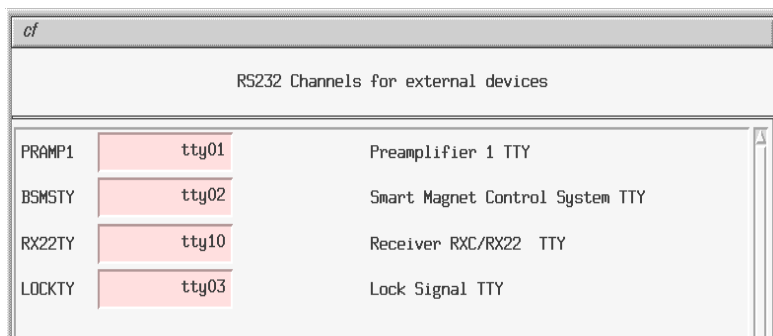 cf
RS232 Channels for external devices
PRAMP1 tty01 Preamplifier 1 TTY
BSMSTY tty02 Smart Magnet Control System TTY
RX22TY tty10 Receiver RXC/RX22  TTY
LOCKTY tty03 Lock Signal TTY